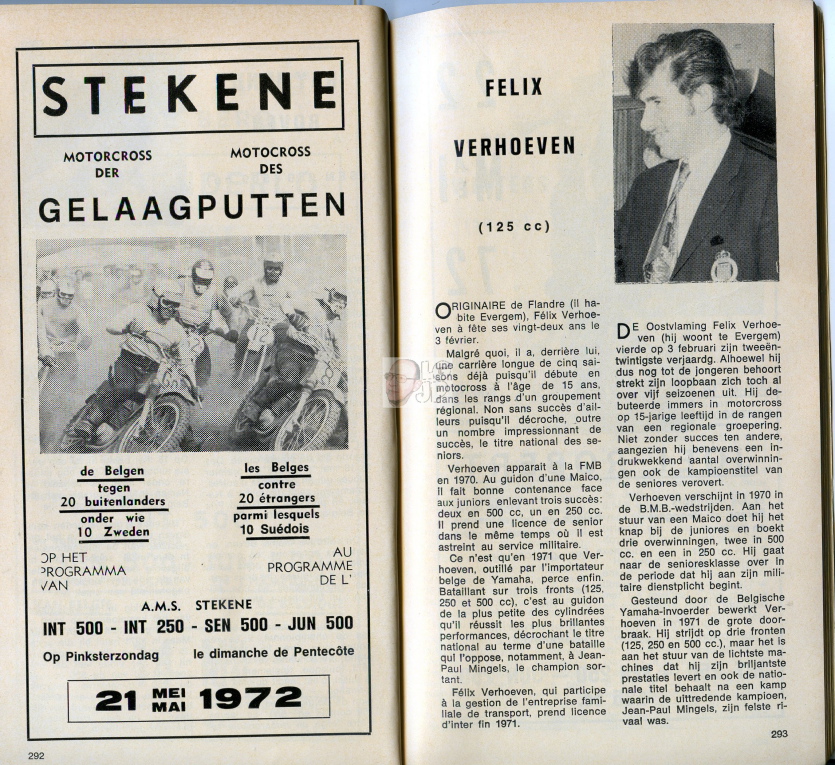 STEKENE
MOTORCROSS
DER
MOTOCROSS
DES
GELAAGPUTTEN
de Belgen
tegen
20 buitenlanders
onder wie
10 Zweden
les Belges
contre
20 étrangers
parmi lesquels
10 Suédois
OP HET
PROGRAMMA
VAN
AU
PROGRAMME
DE L'
A.M.S. STEKENE
INT 500 - INT 250 - SEN 500 - JUN 500
Op Pinksterzondag
le dimanche de Pentecôte
21 MEI MAI 1972
292
FELIX
VERHOEVEN
(125 cc)
ORIGINAIRE de Flandre (il ha-
bite Evergem), Félix Verhoe-
ven à fête ses vingt-deux ans le
3 février.
Malgré quoi, il a, derrière lui,
une carrière longue de cinq sai-
sons déjà puisqu'il débute en
motocross à l'âge de 15 ans,
dans les rangs d'un groupement
régional. Non sans succès d'ail-
leurs puisqu'il décroche, outre
un nombre impressionnant de
succès, le titre national des se-
niors.
Verhoeven apparait à la FMB
en 1970. Au guidon d'une Maico,
il fait bonne contenance face
aux juniors enlevant trois succès:
deux en 500 cc, un en 250 cc.
Il prend une licence de senior
dans le même temps où il est
astreint au service militaire.
Ce n'est qu'en 1971 que Ver-
hoeven, outillé par l'importateur
belge de Yamaha, perce enfin.
Bataillant sur trois fronts (125,
250 et 500 cc), c'est au guidon
de la plus petite des cylindrées
qu'il réussit les plus brillantes
performances, décrochant le titre
national au terme d'une bataille
qui l'oppose, notamment, à Jean-
Paul Mingels, le champion sor-
tant.
Félix Verhoeven, qui participe
à la gestion de l'entreprise fami-
liale de transport, prend licence
d'inter fin 1971.
DE Oostvlaming Felix Verhoe-
ven (hij woont te Evergem)
vierde op 3 februari zijn tweeën-
twintigste verjaardg. Alhoewel hij
dus nog tot de jongeren behoort
strekt zijn loopbaan zich toch al
over vijf seizoenen uit. Hij de-
buteerde immers in motorcross
op 15-jarige leeftijd in de rangen
van een regionale groepering.
Niet zonder succes ten andere,
aangezien hij benevens een in-
drukwekkend aantal overwinnin-
gen ook de kampioenstitel van
de seniores verovert.
Verhoeven verschijnt in 1970 in
de B.M.B.-wedstrijden. Aan het
stuur van een Maico doet hij het
knap bij de juniores en boekt
drie overwinningen, twee in 500
cc. en een in 250 cc. Hij gaat
naar de senioresklasse over in
de periode dat hij aan zijn mili-
taire dienstplicht begint.
Gesteund door de Belgische
Yamaha-invoerder bewerkt Ver-
hoeven in 1971 de grote door-
braak. Hij strijdt op drie fronten
(125, 250 en 500 cc.), maar het is
aan het stuur van de lichtste ma-
chines dat hij zijn briljantste
prestaties levert en ook de natio-
nale titel behaalt na een kamp
waarin de uittredende kampioen,
Jean-Paul Mingels, zijn felste ri-
vaal was.
293